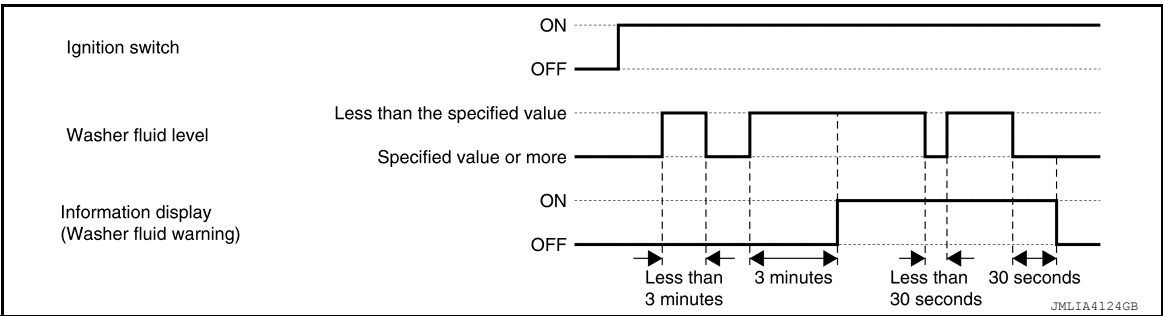 Ignition switch
ON
OFF
Washer fluid level
Less than the specified value
Specified value or more
Information display
(Washer fluid warning)
ON
OFF
Less than
3 minutes
3 minutes
Less than
30 seconds
30 seconds
JMLIA4124GB